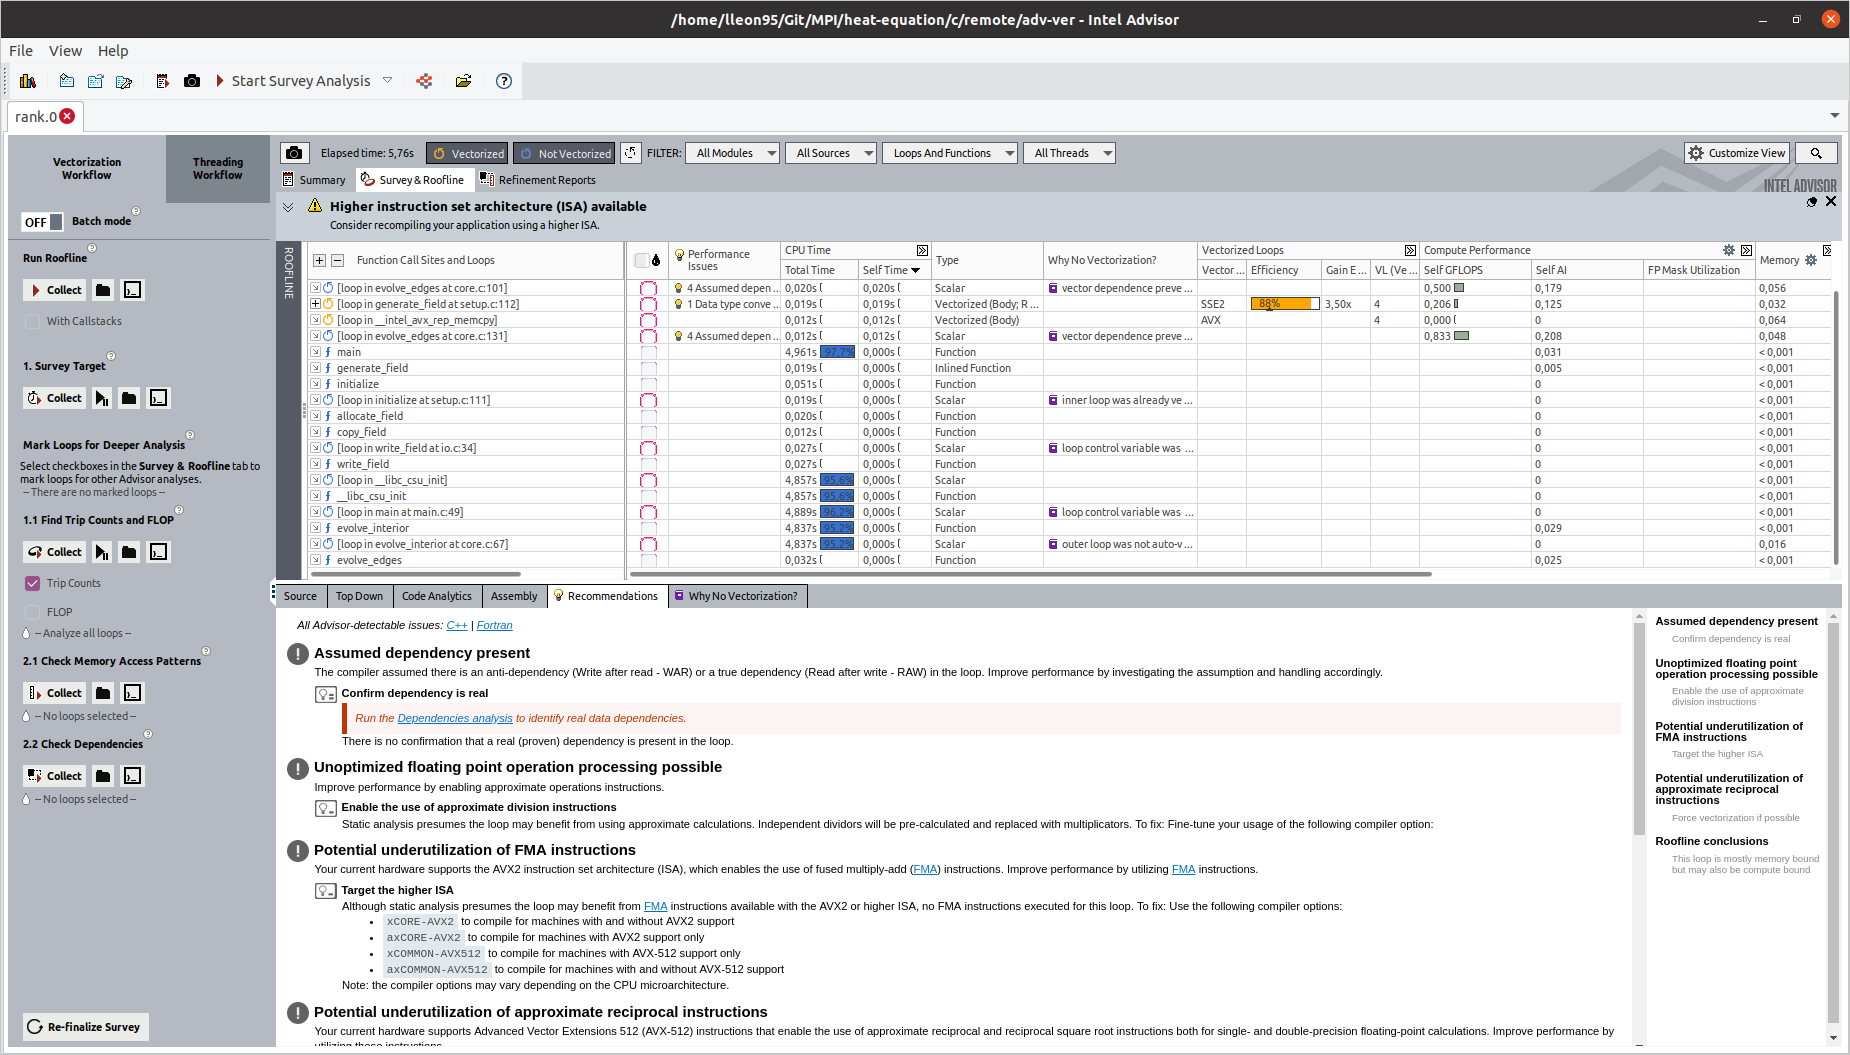 /home/lleon95/Git/MPI/heat-equation/c/remote/adv-ver - Intel Advisor
File View Help
Start Survey Analysis
rank.0
Vectorization Workflow
Threading Workflow
OFF Batch mode
Run Roofline
Collect
With Callstacks
1. Survey Target
Collect
Mark Loops for Deeper Analysis
Select checkboxes in the Survey & Roofline tab to
mark loops for other Advisor analyses.
-- There are no marked loops --
1.1 Find Trip Counts and FLOP
Collect
Trip Counts
FLOP
-- Analyze all loops --
2.1 Check Memory Access Patterns
Collect
-- No loops selected --
2.2 Check Dependencies
Collect
-- No loops selected --
Re-finalize Survey
Elapsed time: 5,76s Vectorized Not Vectorized FILTER: All Modules All Sources Loops And Functions All Threads Customize View
Summary Survey & Roofline Refinement Reports INTEL ADVISOR
Higher instruction set architecture (ISA) available
Consider recompiling your application using a higher ISA.
ROOFLINE
Function Call Sites and Loops Performance Issues CPU Time Type Why No Vectorization? Vectorized Loops Compute Performance Memory
Total Time Self Time Vector ... Efficiency Gain E... VL (Ve... Self GFLOPS Self AI FP Mask Utilization
[loop in evolve_edges at core.c:101] 4 Assumed depen ... 0,020s 0,020s Scalar vector dependence preve ... 0,500 0,179 0,056
[loop in generate_field at setup.c:112] 1 Data type conve ... 0,019s 0,019s Vectorized (Body; R ... SSE2 88% 3,50x 4 0,206 0,125 0,032
[loop in __intel_avx_rep_memcpy] 0,012s 0,012s Vectorized (Body) AVX 4 0,000 0 0,064
[loop in evolve_edges at core.c:131] 4 Assumed depen ... 0,012s 0,012s Scalar vector dependence preve ... 0,833 0,208 0,048
main 4,961s 97,7% 0,000s Function 0,031 < 0,001
generate_field 0,019s 0,000s Inlined Function 0,005 < 0,001
initialize 0,051s 0,000s Function 0 < 0,001
[loop in initialize at setup.c:111] 0,019s 0,000s Scalar inner loop was already ve ... 0 < 0,001
allocate_field 0,020s 0,000s Function 0 < 0,001
copy_field 0,012s 0,000s Function 0 < 0,001
[loop in write_field at io.c:34] 0,027s 0,000s Scalar loop control variable was ... 0 < 0,001
write_field 0,027s 0,000s Function 0 < 0,001
[loop in __libc_csu_init] 4,857s 95,6% 0,000s Scalar 0 < 0,001
__libc_csu_init 4,857s 95,6% 0,000s Function 0 < 0,001
[loop in main at main.c:49] 4,889s 96,2% 0,000s Scalar loop control variable was ... 0 < 0,001
evolve_interior 4,837s 95,2% 0,000s Function 0,029 < 0,001
[loop in evolve_interior at core.c:67] 4,837s 95,2% 0,000s Scalar outer loop was not auto-v ... 0 0,016
evolve_edges 0,032s 0,000s Function 0,025 < 0,001
Source Top Down Code Analytics Assembly Recommendations Why No Vectorization?
All Advisor-detectable issues: C++ | Fortran
Assumed dependency present
The compiler assumed there is an anti-dependency (Write after read - WAR) or a true dependency (Read after write - RAW) in the loop. Improve performance by investigating the assumption and handling accordingly.
Confirm dependency is real
Run the Dependencies analysis to identify real data dependencies.
There is no confirmation that a real (proven) dependency is present in the loop.
Unoptimized floating point operation processing possible
Improve performance by enabling approximate operations instructions.
Enable the use of approximate division instructions
Static analysis presumes the loop may benefit from using approximate calculations. Independent dividors will be pre-calculated and replaced with multiplicators. To fix: Fine-tune your usage of the following compiler option:
Potential underutilization of FMA instructions
Your current hardware supports the AVX2 instruction set architecture (ISA), which enables the use of fused multiply-add (FMA) instructions. Improve performance by utilizing FMA instructions.
Target the higher ISA
Although static analysis presumes the loop may benefit from FMA instructions available with the AVX2 or higher ISA, no FMA instructions executed for this loop. To fix: Use the following compiler options:
• xCORE-AVX2 to compile for machines with and without AVX2 support
• axCORE-AVX2 to compile for machines with AVX2 support only
• xCOMMON-AVX512 to compile for machines with AVX-512 support only
• axCOMMON-AVX512 to compile for machines with and without AVX-512 support
Note: the compiler options may vary depending on the CPU microarchitecture.
Potential underutilization of approximate reciprocal instructions
Your current hardware supports Advanced Vector Extensions 512 (AVX-512) instructions that enable the use of approximate reciprocal and reciprocal square root instructions both for single- and double-precision floating-point calculations. Improve performance by
utilizing these instructions.
Assumed dependency present
Confirm dependency is real
Unoptimized floating point
operation processing possible
Enable the use of approximate
division instructions
Potential underutilization of
FMA instructions
Target the higher ISA
Potential underutilization of
approximate reciprocal
instructions
Force vectorization if possible
Roofline conclusions
This loop is mostly memory bound
but may also be compute bound